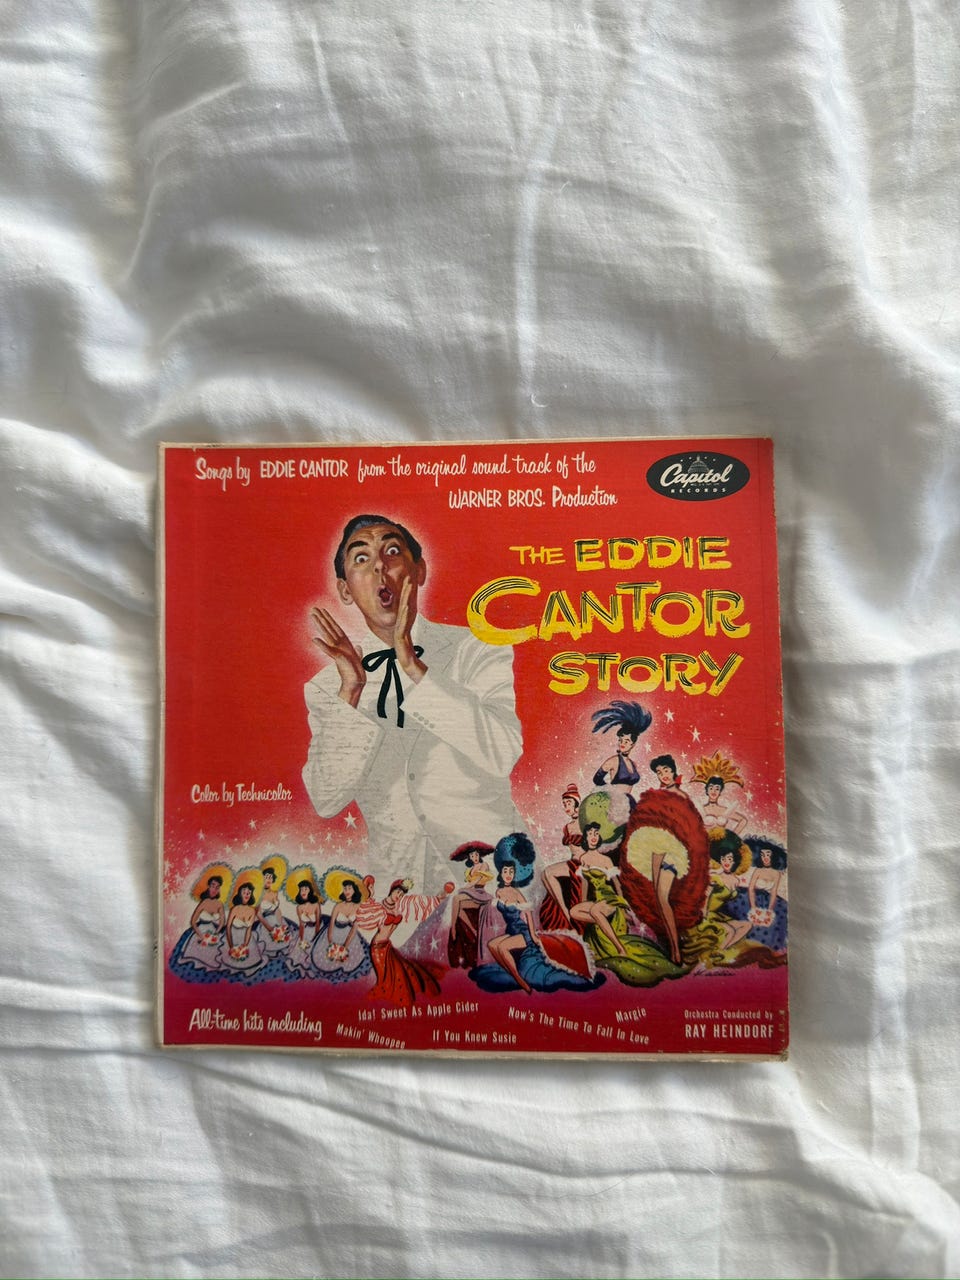 Songs by EDDIE CANTOR from the original sound track of the
WARNER BROS. Production
Capitol
RECORDS
THE EDDIE
CANTOR
STORY
Color by Technicolor
All-time hits including
Ida! Sweet As Apple Cider
Makin' Whoopee
If You Knew Susie
Now's The Time To Fall In Love
Margie
Orchestra Conducted by
RAY HEINDORF